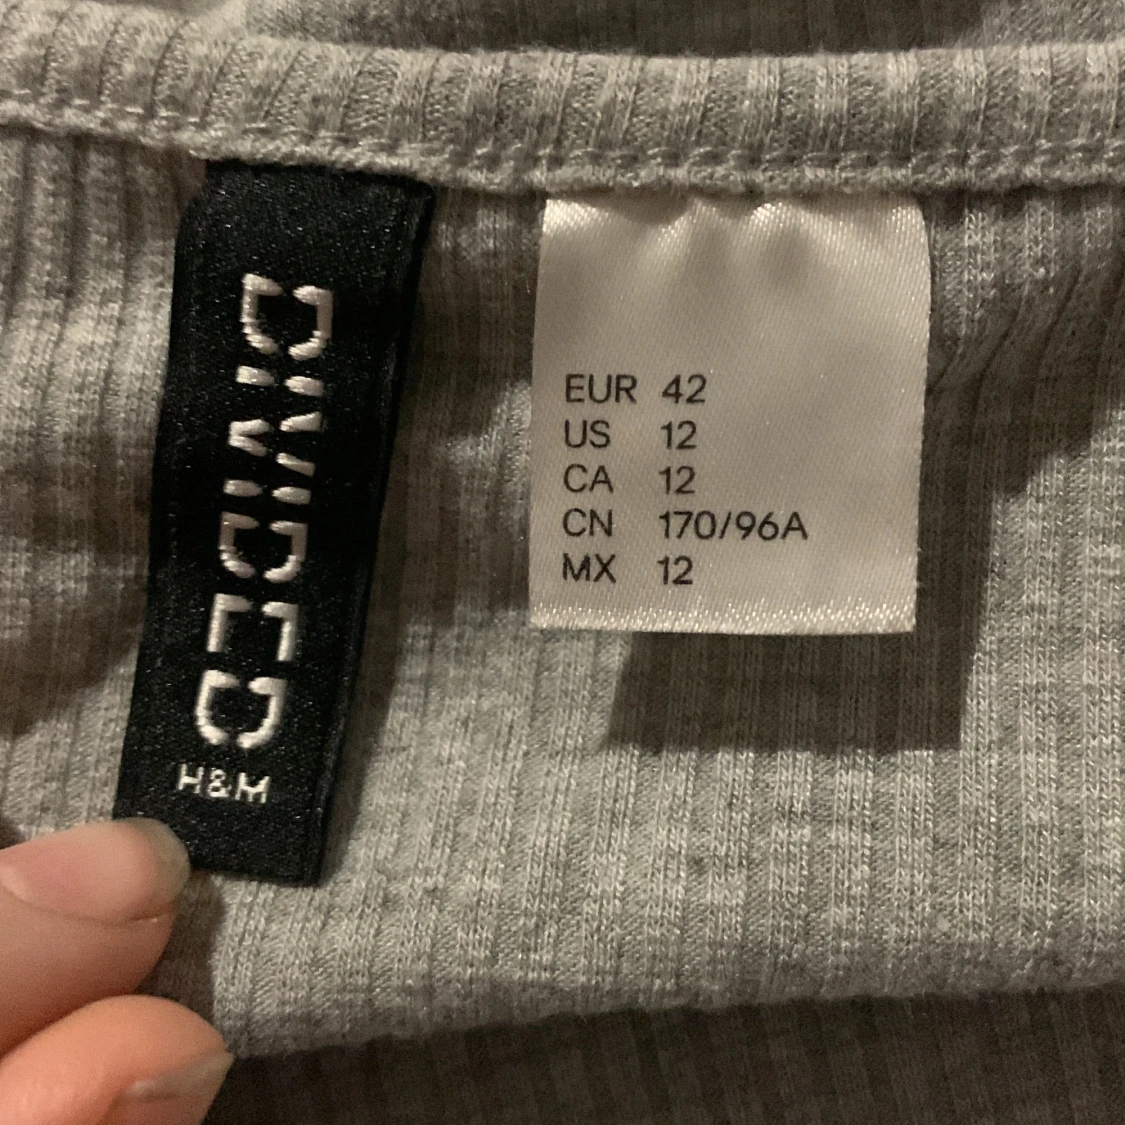 DIVIDED
H&M
EUR 42
US 12
CA 12
CN 170/96A
MX 12